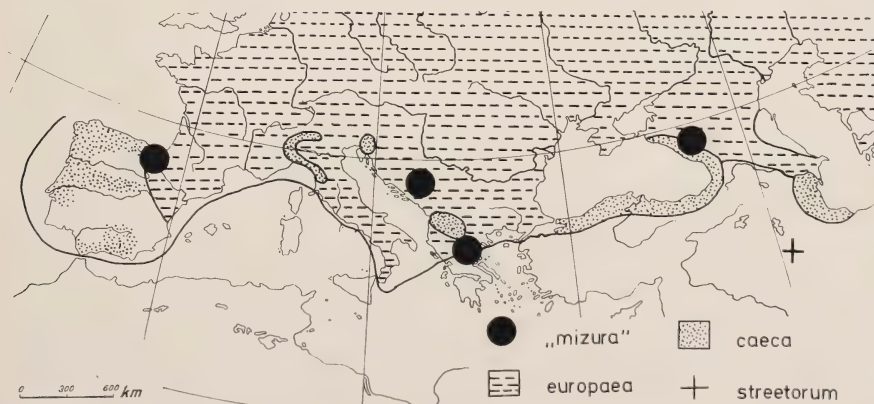 „mizura"
caeca
europaea
streetorum
0 300 600 km